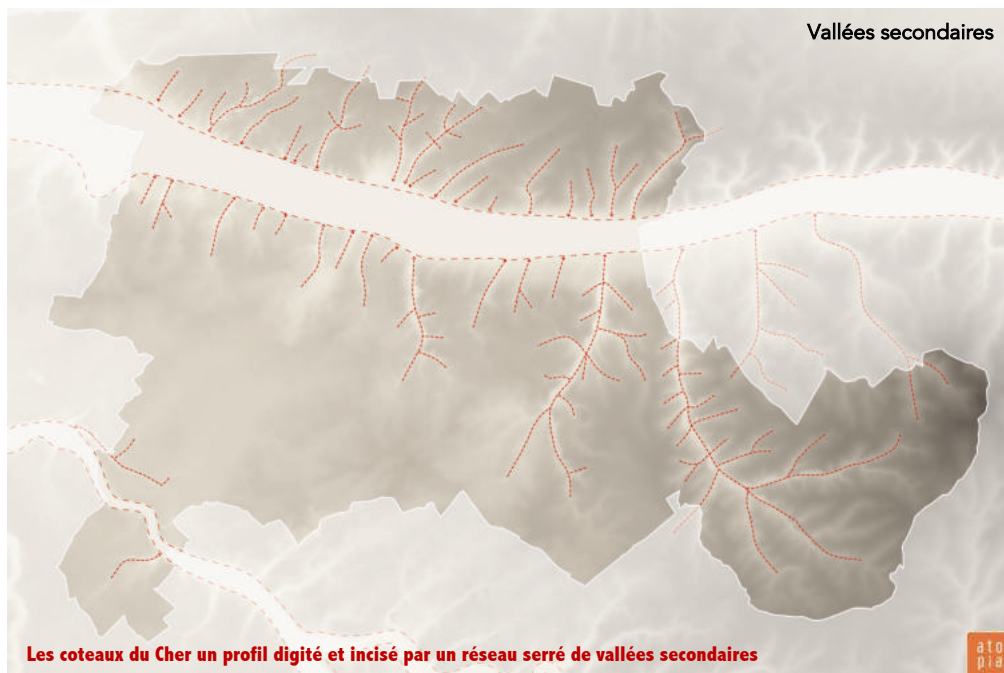 Vallées secondaires
Les coteaux du Cher un profil digité et incisé par un réseau serré de vallées secondaires
ato
pia